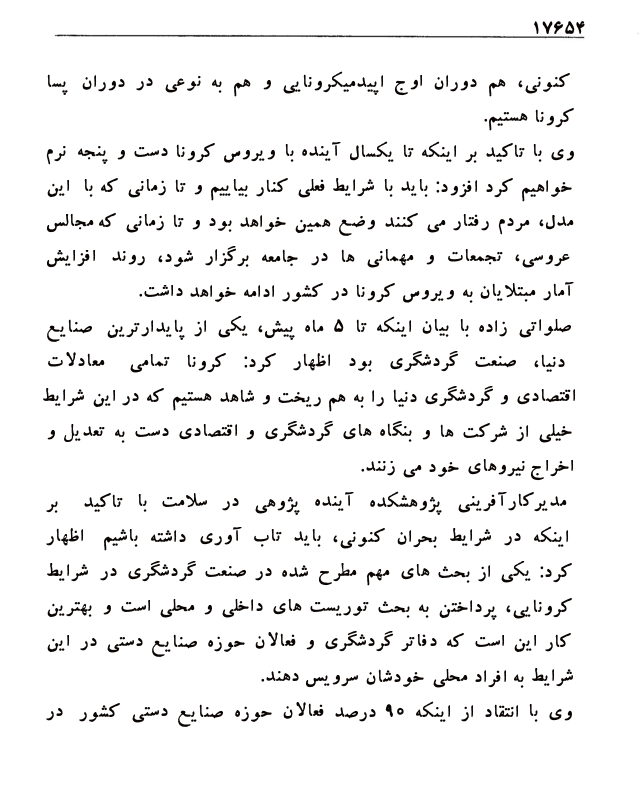 ۱۷۶۵۴
کنونی، هم دوران اوج اپیدمیکرونایی و هم به نوعی در دوران پسا
کرونا هستیم.
وی با تاکید بر اینکه تا یکسال آینده با ویروس کرونا دست و پنجه نرم
خواهیم کرد افزود: باید با شرایط فعلی کنار بیاییم و تا زمانی که با این
مدل، مردم رفتار می کنند وضع همین خواهد بود و تا زمانی که مجالس
عروسی، تجمعات و مهمانی ها در جامعه برگزار شود، روند افزایش
آمار مبتلایان به ویروس کرونا در کشور ادامه خواهد داشت.
صلواتی زاده با بیان اینکه تا ۵ ماه پیش، یکی از پایدارترین صنایع
دنیا، صنعت گردشگری بود اظهار کرد: کرونا تمامی معادلات
اقتصادی و گردشگری دنیا را به هم ریخت و شاهد هستیم که در این شرایط
خیلی از شرکت ها و بنگاه های گردشگری و اقتصادی دست به تعدیل و
اخراج نیروهای خود می زنند.
مدیرکارآفرینی پژوهشکده آینده پژوهی در سلامت با تاکید بر
اینکه در شرایط بحران کنونی، باید تاب آوری داشته باشیم اظهار
کرد: یکی از بحث های مهم مطرح شده در صنعت گردشگری در شرایط
کرونایی، پرداختن به بحث توریست های داخلی و محلی است و بهترین
کار این است که دفاتر گردشگری و فعالان حوزه صنایع دستی در این
شرایط به افراد محلی خودشان سرویس دهند.
وی با انتقاد از اینکه ۹۰ درصد فعالان حوزه صنایع دستی کشور در